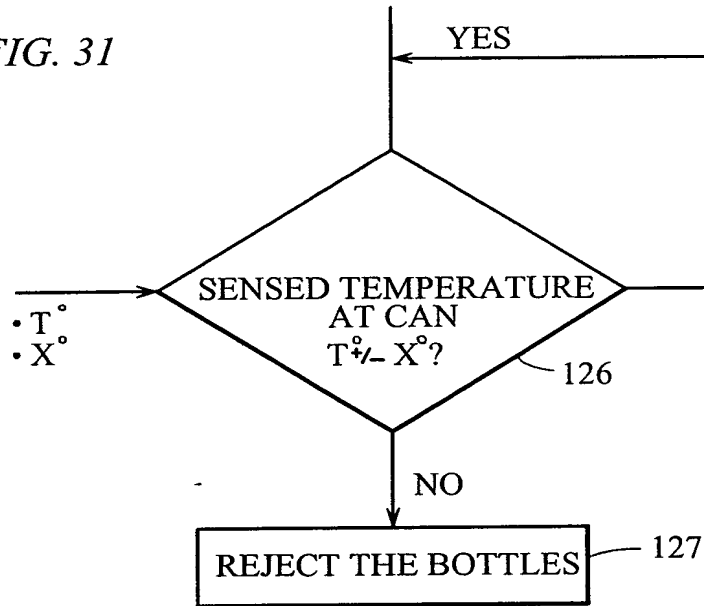 FIG. 31
YES
SENSED TEMPERATURE
AT CAN
T°+/- X°?
• T°
• X°
126
NO
REJECT THE BOTTLES
127